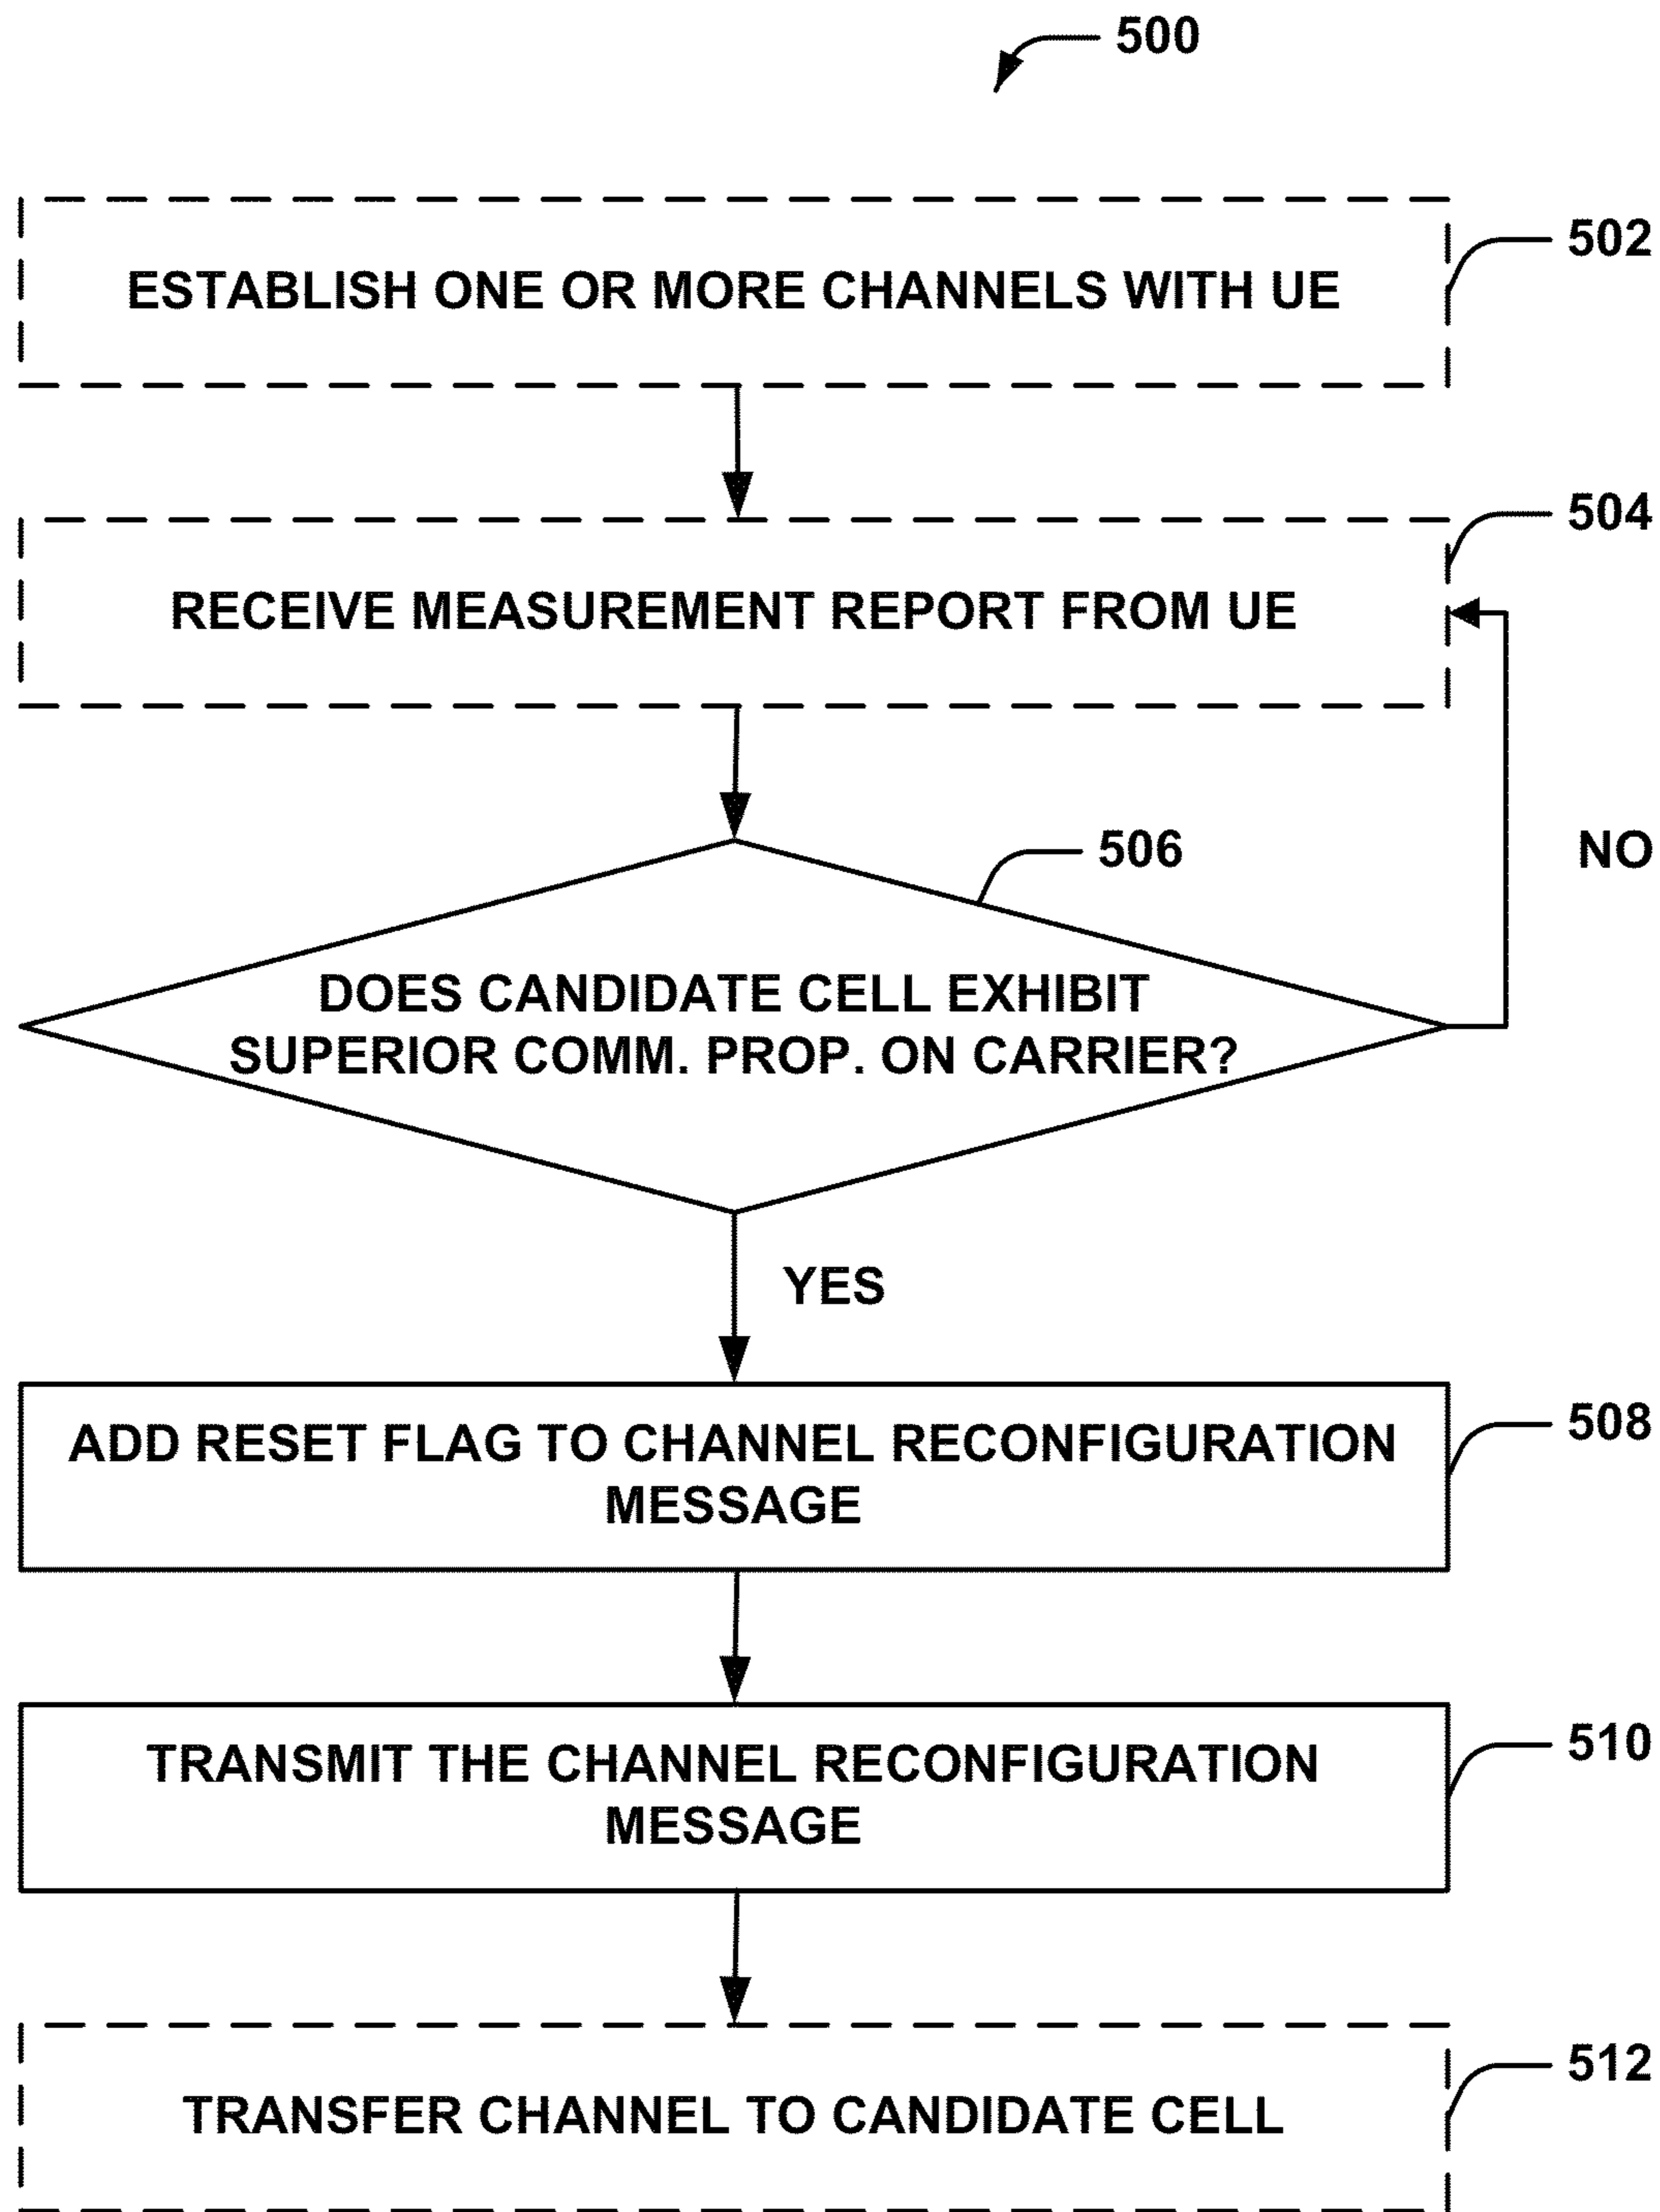 500
502
ESTABLISH ONE OR MORE CHANNELS WITH UE
504
RECEIVE MEASUREMENT REPORT FROM UE
506
NO
DOES CANDIDATE CELL EXHIBIT
SUPERIOR COMM. PROP. ON CARRIER?
YES
508
ADD RESET FLAG TO CHANNEL RECONFIGURATION
MESSAGE
510
TRANSMIT THE CHANNEL RECONFIGURATION
MESSAGE
512
TRANSFER CHANNEL TO CANDIDATE CELL